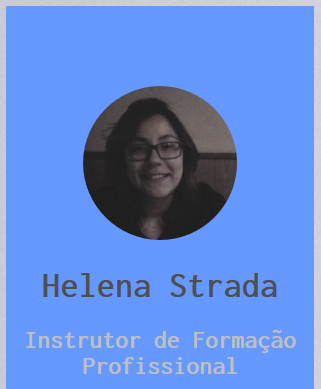 Helena Strada
Instrutor de Formação
Profissional